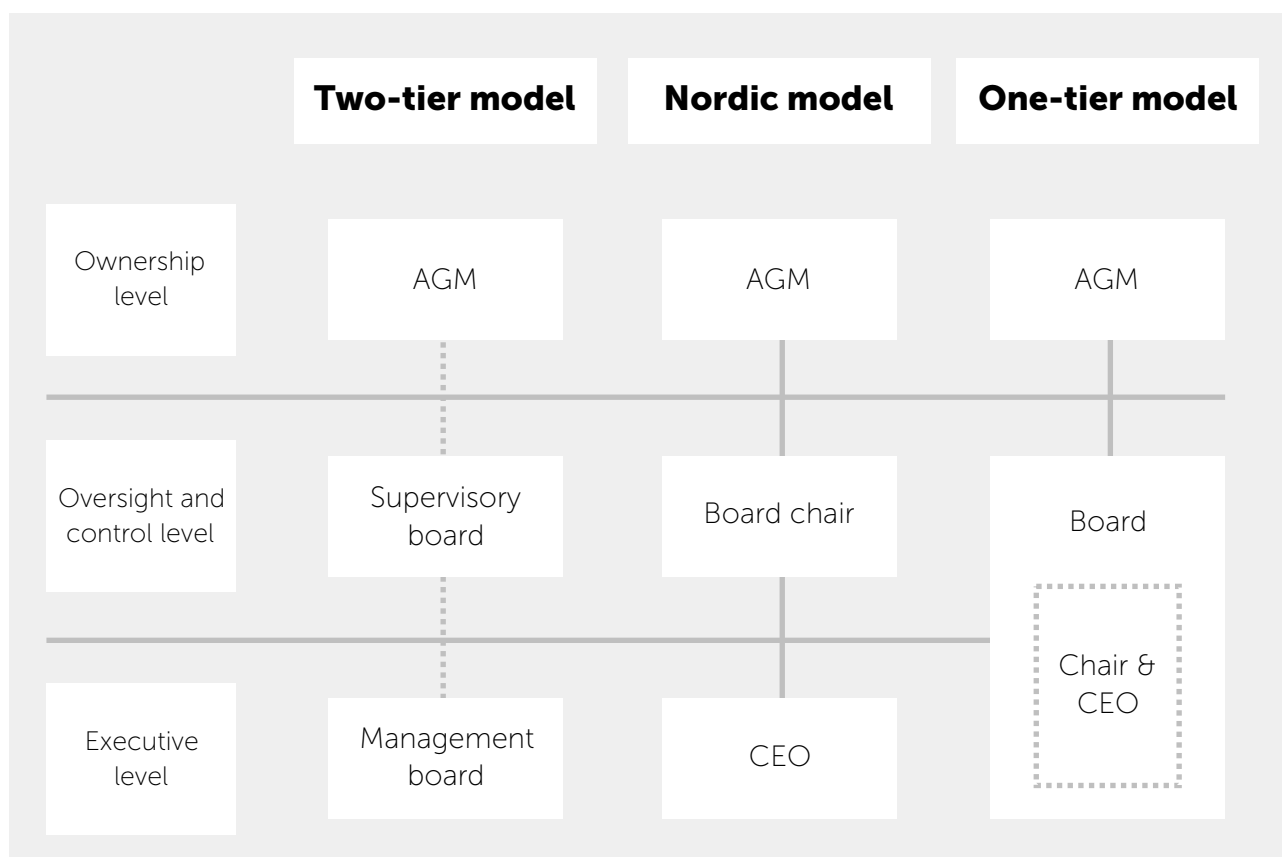 Two-tier model
Nordic model
One-tier model
Ownership
level
AGM
AGM
AGM
Oversight and
control level
Supervisory
board
Board chair
Board
Chair &
CEO
Executive
level
Management
board
CEO